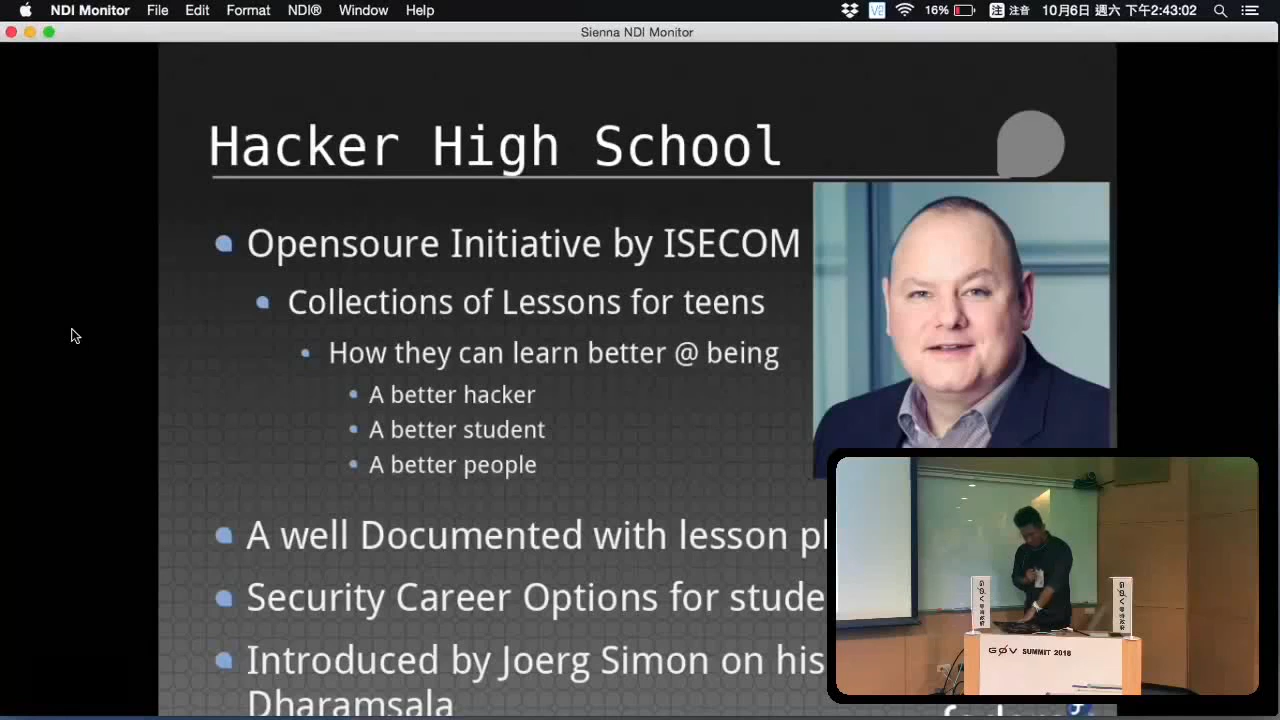 NDI Monitor File Edit Format NDI® Window Help 16% 注 注音 10月6日 週六 下午2:43:02
Sienna NDI Monitor
Hacker High School
Opensoure Initiative by ISECOM
Collections of Lessons for teens
How they can learn better @ being
A better hacker
A better student
A better people
A well Documented with lesson pl
Security Career Options for stude
Introduced by Joerg Simon on his
Dharamsala
GØV SUMMIT 2018